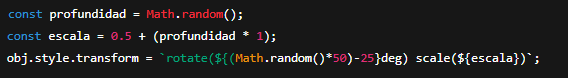 const profundidad = Math.random();
const escala = 0.5 + (profundidad * 1);
obj.style.transform = `rotate(${(Math.random()*50)-25}deg) scale(${escala})`;